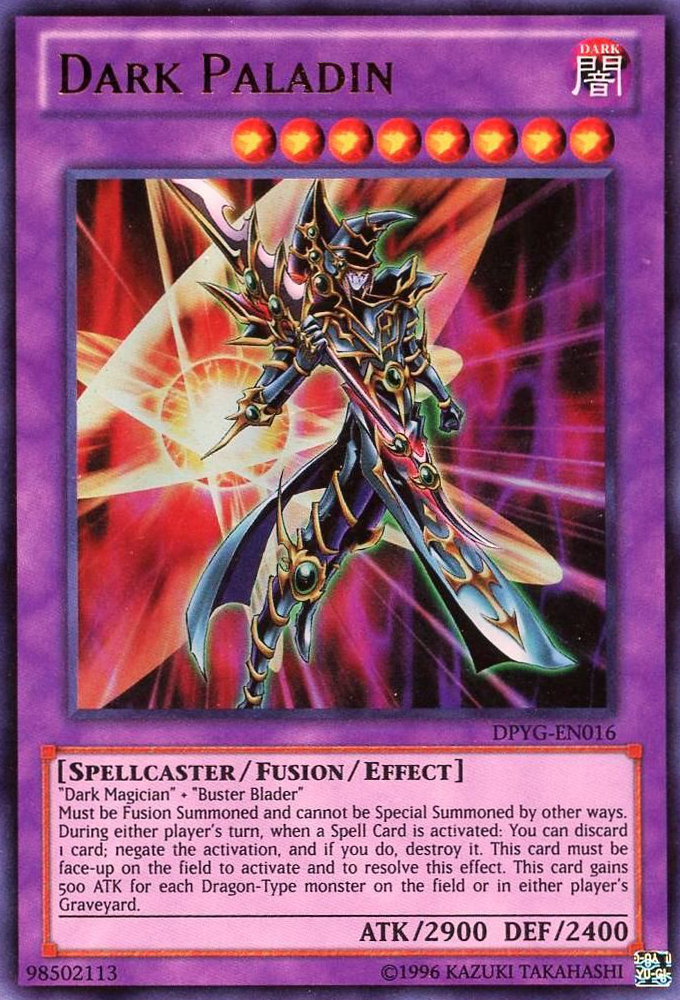 DARK PALADIN
DARK
闇
DPYG-EN016
[SPELLCASTER/FUSION/EFFECT]
"Dark Magician" + "Buster Blader"
Must be Fusion Summoned and cannot be Special Summoned by other ways.
During either player's turn, when a Spell Card is activated: You can discard
1 card; negate the activation, and if you do, destroy it. This card must be
face-up on the field to activate and to resolve this effect. This card gains
500 ATK for each Dragon-Type monster on the field or in either player's
Graveyard.
ATK/2900 DEF/2400
98502113
©1996 KAZUKI TAKAHASHI